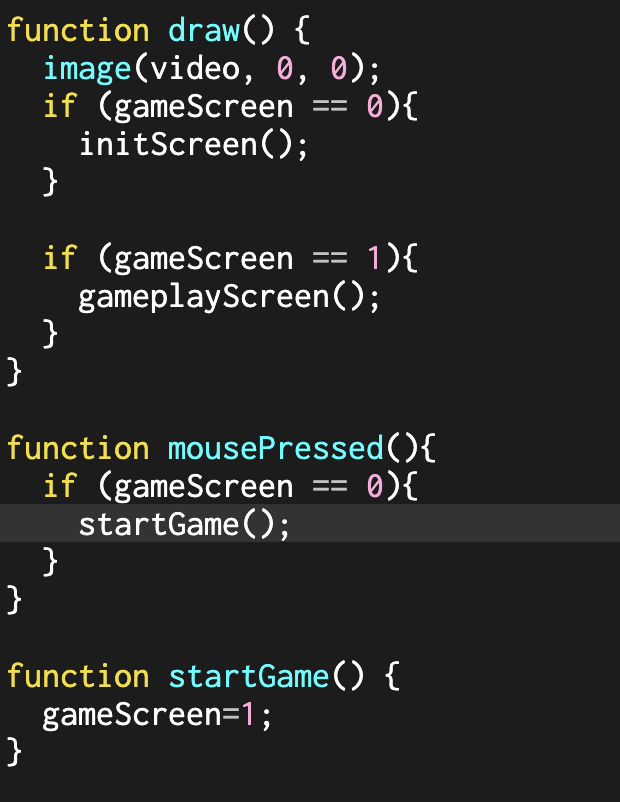 function draw() {
  image(video, 0, 0);
  if (gameScreen == 0){
    initScreen();
  }

  if (gameScreen == 1){
    gameplayScreen();
  }
}

function mousePressed(){
  if (gameScreen == 0){
    startGame();
  }
}

function startGame() {
  gameScreen=1;
}